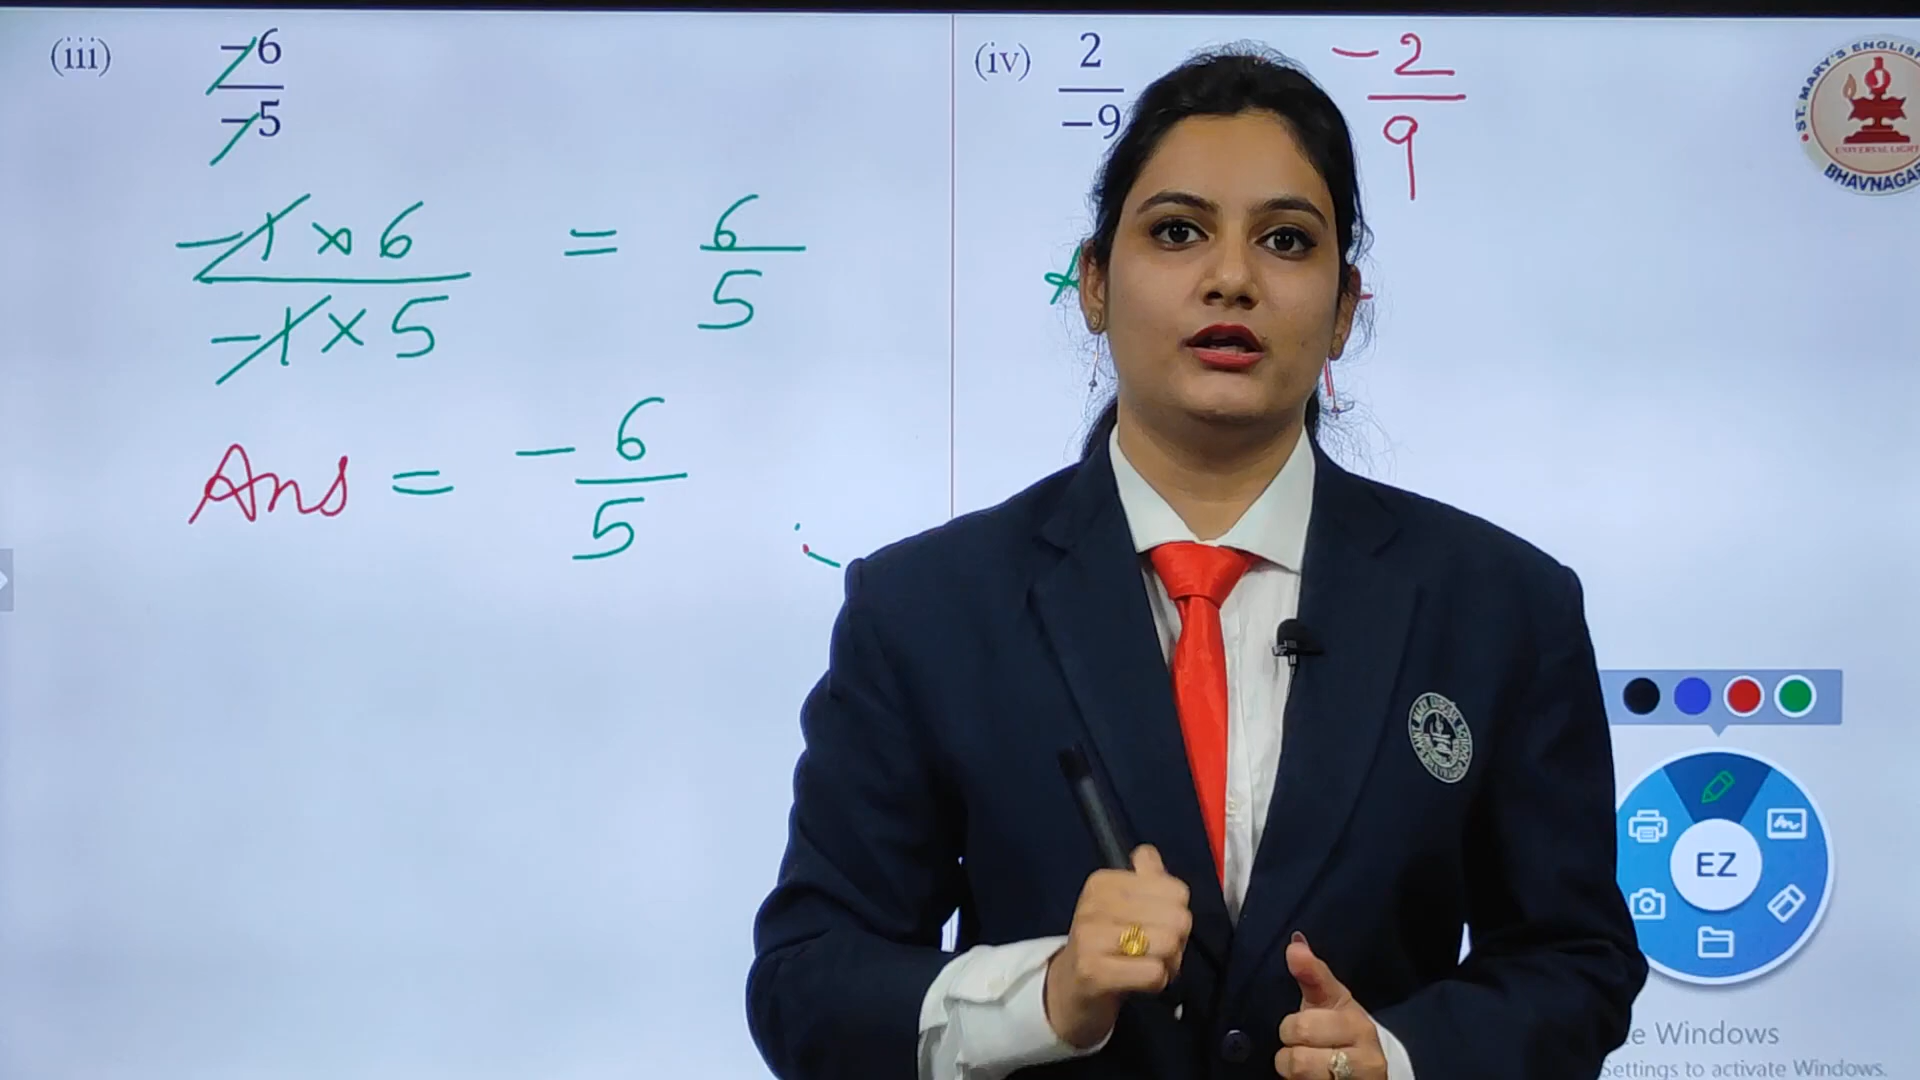 (iii) -6/-5
(iv) 2/-9
-2/9
-1 × 6 / -1 × 5 = 6/5
Ans = -6/5
ST. MARY'S ENGLISH
UNIVERSAL LIGHT
BHAVNAGAR
EZ
te Windows
Settings to activate Windows.